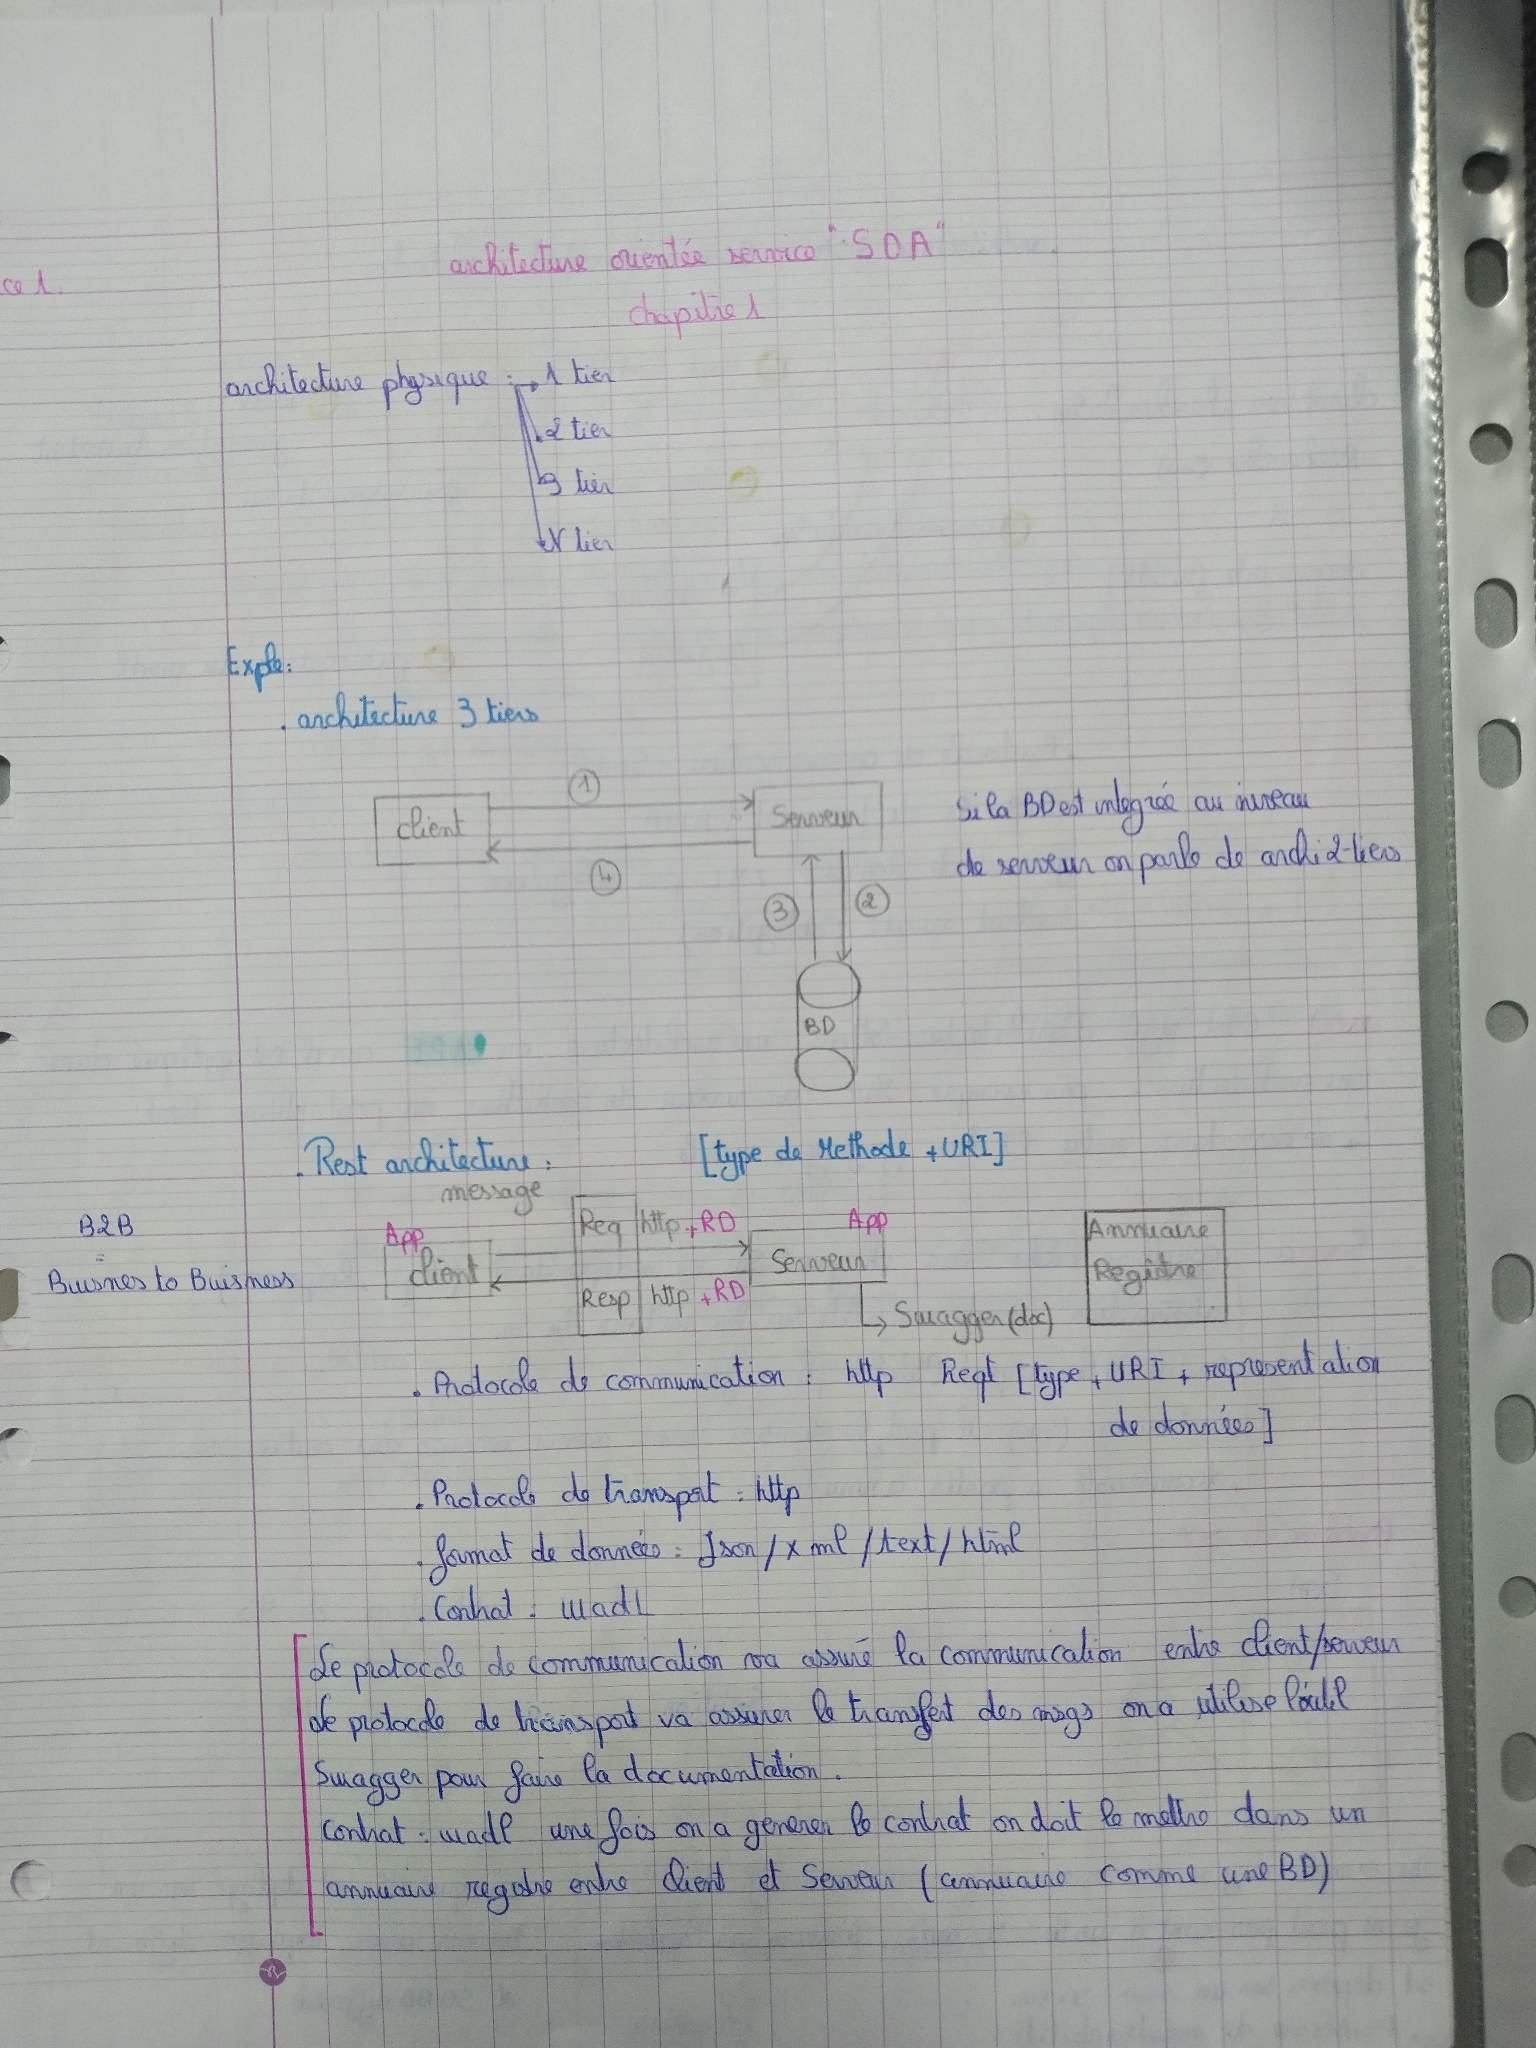 architecture orientée service "SOA"
ce 1.
chapitre 1
architecture physique : 1 tier
2 tier
3 tier
N tier
Exple:
. architecture 3 tiers
1
client
Serveur
Si la BD est integrée au niveau
de serveur on parle de archi 2-tiers
4
3
2
BD
. Rest architecture : [type de Methode + URI]
message
B2B
=
Buisnes to Buisness
App
client
Req http + RD
Resp http + RD
App
Serveur
Swagger (doc)
Annuaire
Registre
. Protocole de communication : http Reqt [type + URI + representation
de données]
. Protocole de transport : http
. format de données : Json / xml / text / html
. Contrat : wadl
Le protocole de communication va assuré la communication entre client/serveur
Le protocole de transport va assurer le transfert des msgs on a utilise l'outil
Swagger pour faire la documentation.
contrat : wadl une fois on a generer le contrat on doit le mettre dans un
annuaire registre entre client et Serveur (annuaire comme une BD)